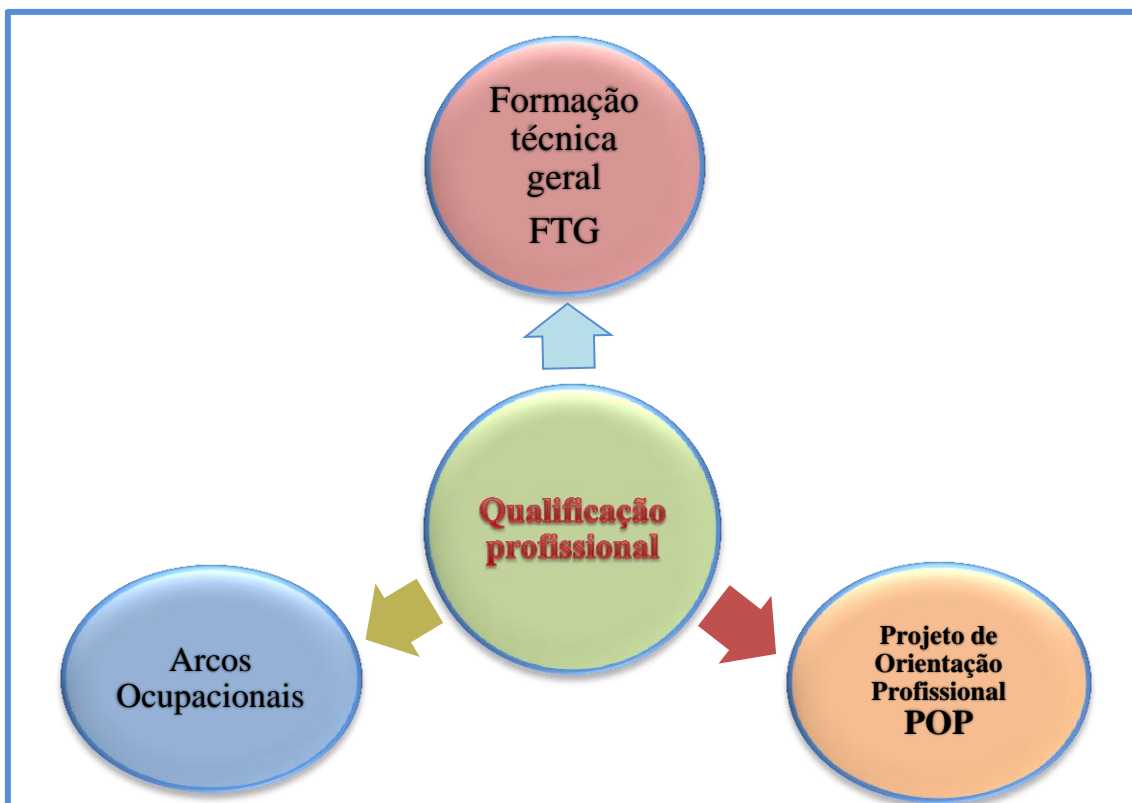 Formação
técnica
geral
FTG
Qualificação
profissional
Arcos
Ocupacionais
Projeto de
Orientação
Profissional
POP